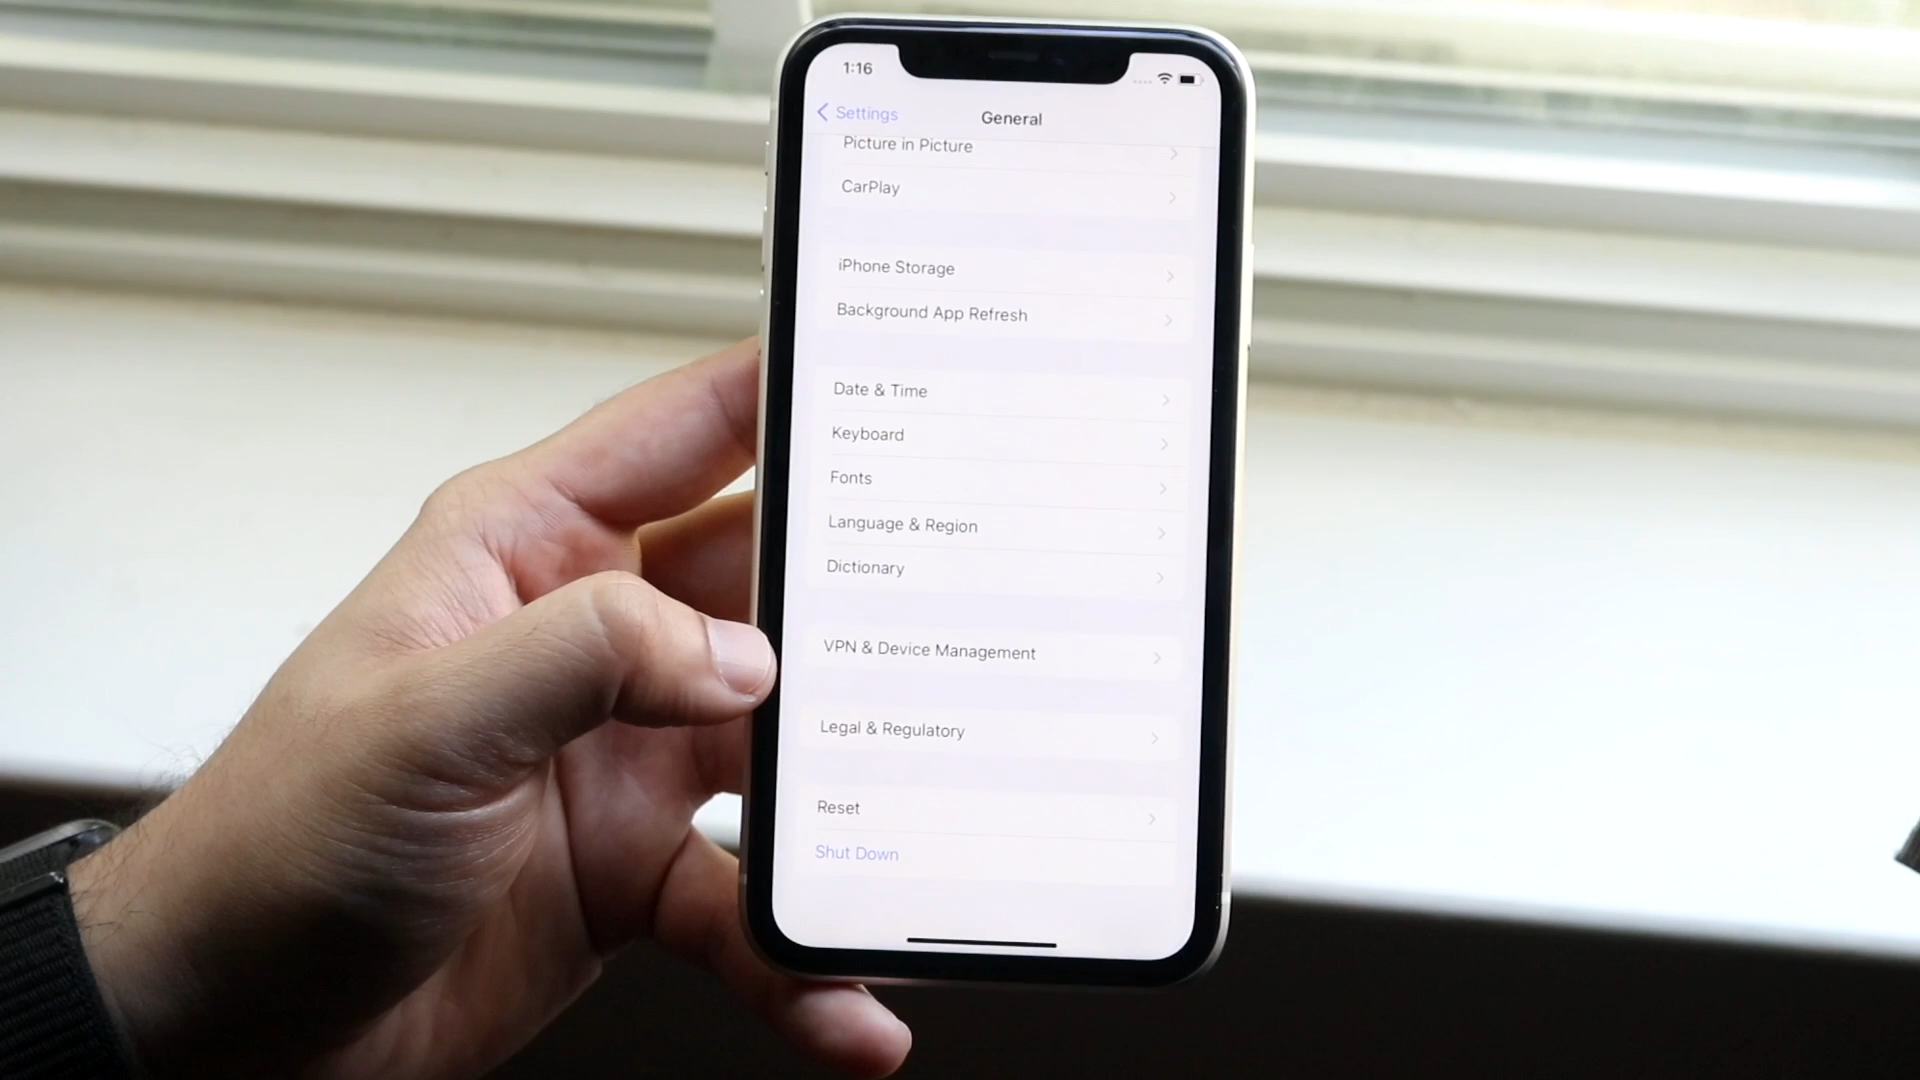 1:16
Settings
General
Picture in Picture
CarPlay
iPhone Storage
Background App Refresh
Date & Time
Keyboard
Fonts
Language & Region
Dictionary
VPN & Device Management
Legal & Regulatory
Reset
Shut Down